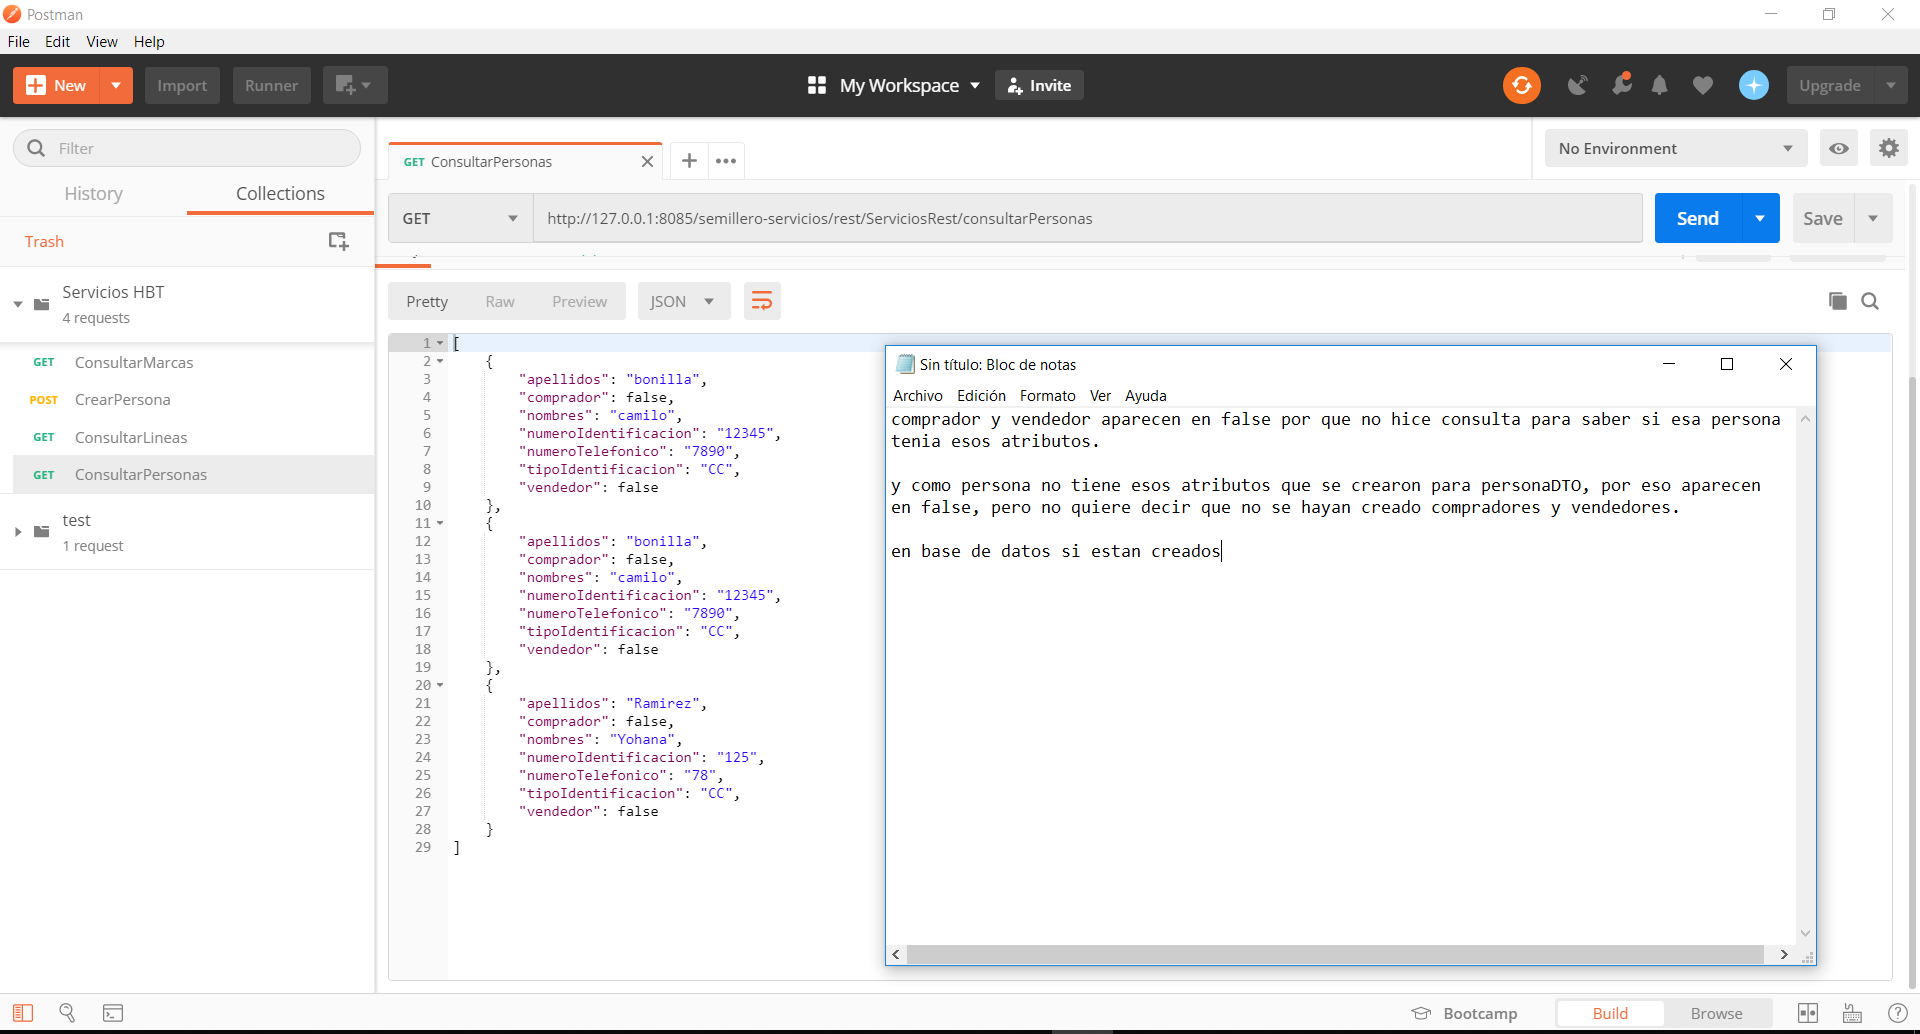 Postman
File Edit View Help
New Import Runner My Workspace Invite Upgrade
Filter
History Collections
Trash
Servicios HBT
4 requests
GET ConsultarMarcas
POST CrearPersona
GET ConsultarLineas
GET ConsultarPersonas
test
1 request
GET ConsultarPersonas
No Environment
GET http://127.0.0.1:8085/semillero-servicios/rest/ServiciosRest/consultarPersonas Send Save
Pretty Raw Preview JSON
1 [
2 {
3 "apellidos": "bonilla",
4 "comprador": false,
5 "nombres": "camilo",
6 "numeroIdentificacion": "12345",
7 "numeroTelefonico": "7890",
8 "tipoIdentificacion": "CC",
9 "vendedor": false
10 },
11 {
12 "apellidos": "bonilla",
13 "comprador": false,
14 "nombres": "camilo",
15 "numeroIdentificacion": "12345",
16 "numeroTelefonico": "7890",
17 "tipoIdentificacion": "CC",
18 "vendedor": false
19 },
20 {
21 "apellidos": "Ramirez",
22 "comprador": false,
23 "nombres": "Yohana",
24 "numeroIdentificacion": "125",
25 "numeroTelefonico": "78",
26 "tipoIdentificacion": "CC",
27 "vendedor": false
28 }
29 ]
Sin título: Bloc de notas
Archivo Edición Formato Ver Ayuda
comprador y vendedor aparecen en false por que no hice consulta para saber si esa persona
tenia esos atributos.
y como persona no tiene esos atributos que se crearon para personaDTO, por eso aparecen
en false, pero no quiere decir que no se hayan creado compradores y vendedores.
en base de datos si estan creados
Bootcamp Build Browse